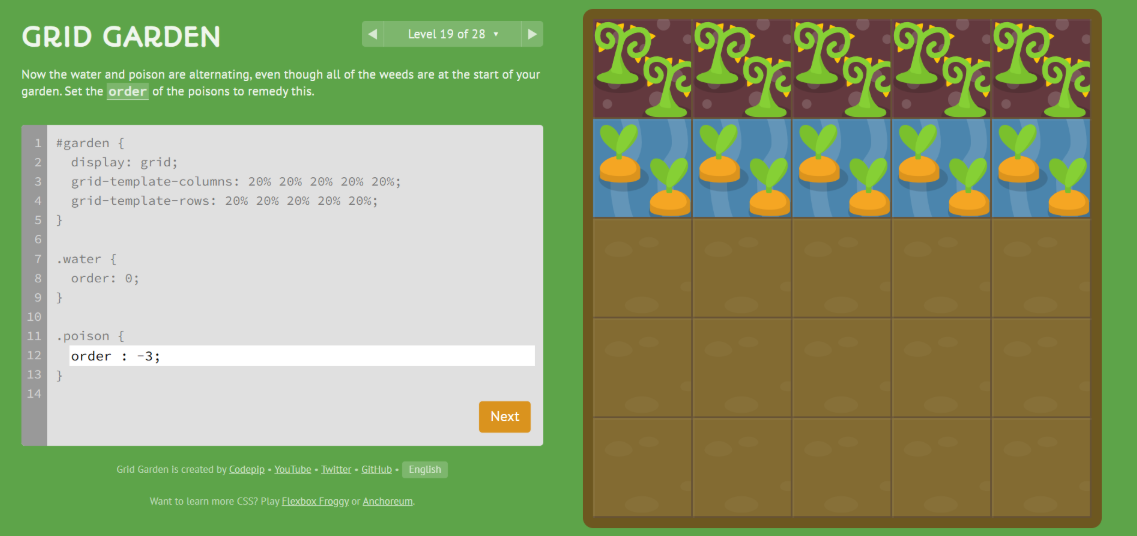 GRID GARDEN
◀ Level 19 of 28 ▾ ▶
Now the water and poison are alternating, even though all of the weeds are at the start of your
garden. Set the order of the poisons to remedy this.
1 #garden {
2   display: grid;
3   grid-template-columns: 20% 20% 20% 20% 20%;
4   grid-template-rows: 20% 20% 20% 20% 20%;
5 }
6
7 .water {
8   order: 0;
9 }
10
11 .poison {
12   order : -3;
13 }
14
Next
Grid Garden is created by Codepip • YouTube • Twitter • GitHub • English
Want to learn more CSS? Play Flexbox Froggy or Anchoreum.